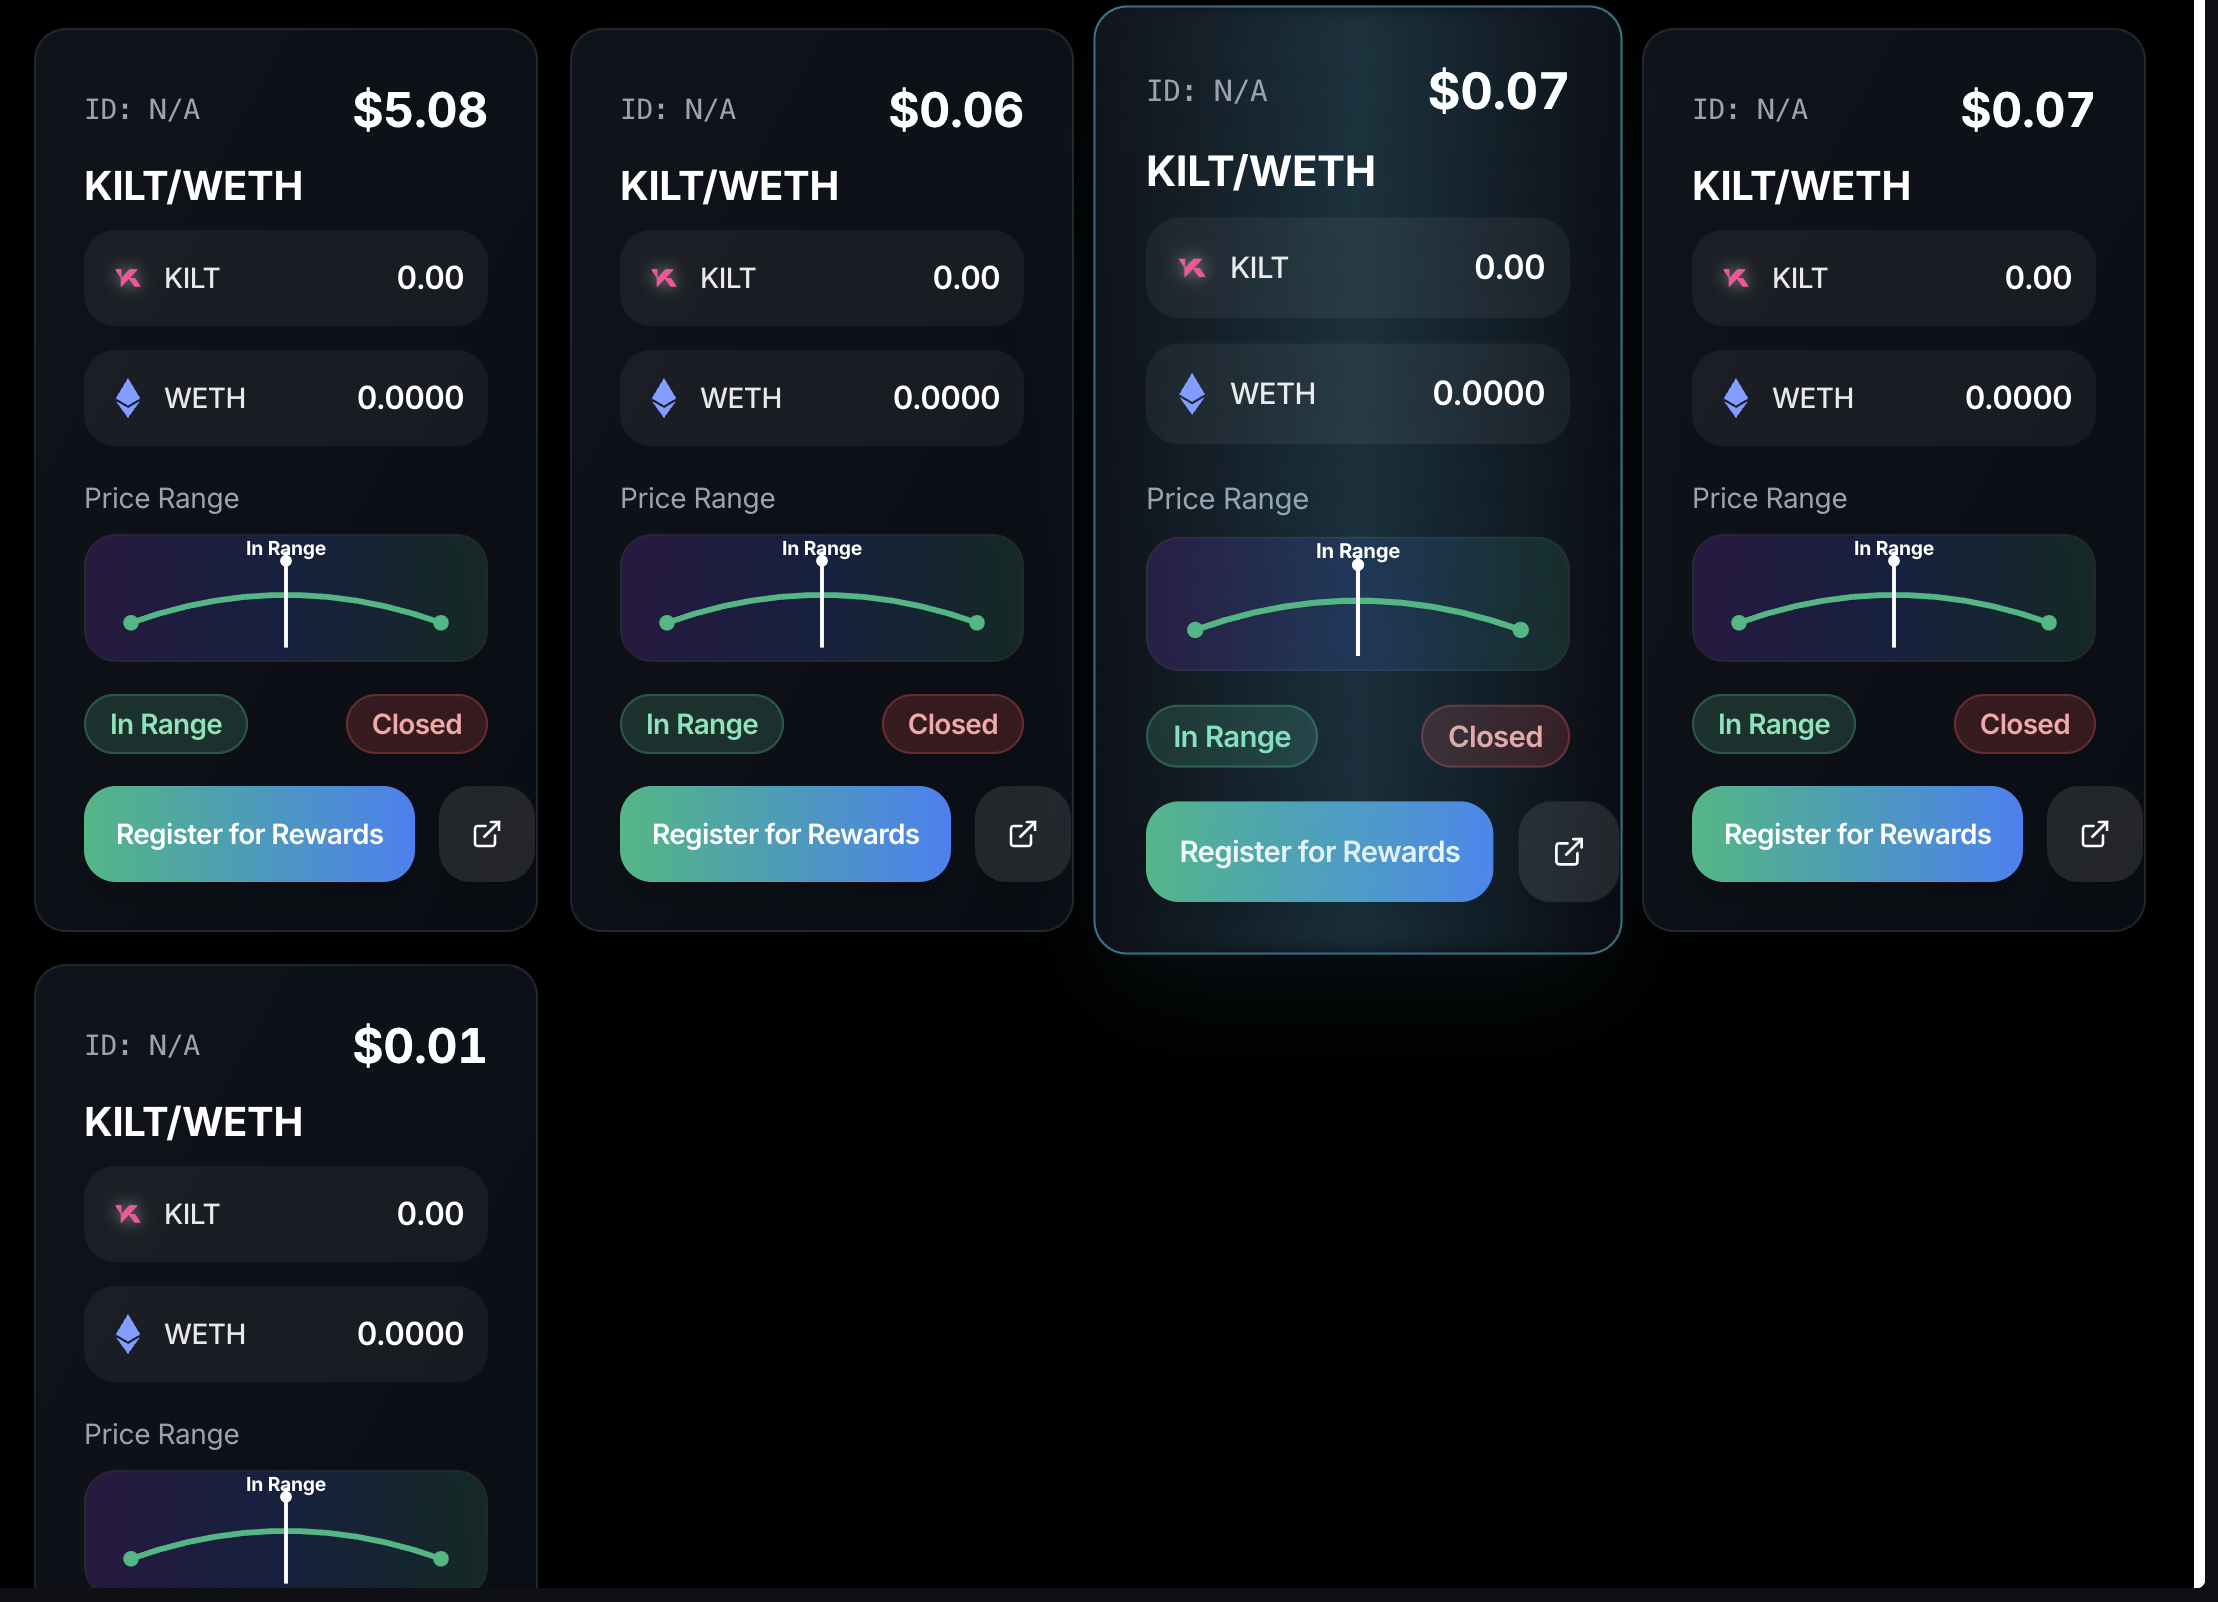 ID: N/A $5.08
KILT/WETH
KILT 0.00
WETH 0.0000
Price Range
In Range
In Range Closed
Register for Rewards
ID: N/A $0.06
KILT/WETH
KILT 0.00
WETH 0.0000
Price Range
In Range
In Range Closed
Register for Rewards
ID: N/A $0.07
KILT/WETH
KILT 0.00
WETH 0.0000
Price Range
In Range
In Range Closed
Register for Rewards
ID: N/A $0.07
KILT/WETH
KILT 0.00
WETH 0.0000
Price Range
In Range
In Range Closed
Register for Rewards
ID: N/A $0.01
KILT/WETH
KILT 0.00
WETH 0.0000
Price Range
In Range